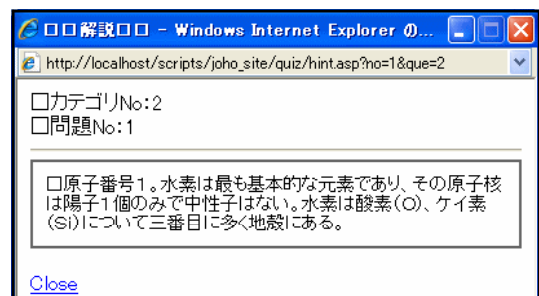 □□解説□□ - Windows Internet Explorer の...
http://localhost/scripts/joho_site/quiz/hint.asp?no=1&que=2
□カテゴリNo:2
□問題No:1
□原子番号1。水素は最も基本的な元素であり、その原子核
は陽子1個のみで中性子はない。水素は酸素(O)、ケイ素
(Si)について三番目に多く地殻にある。
Close